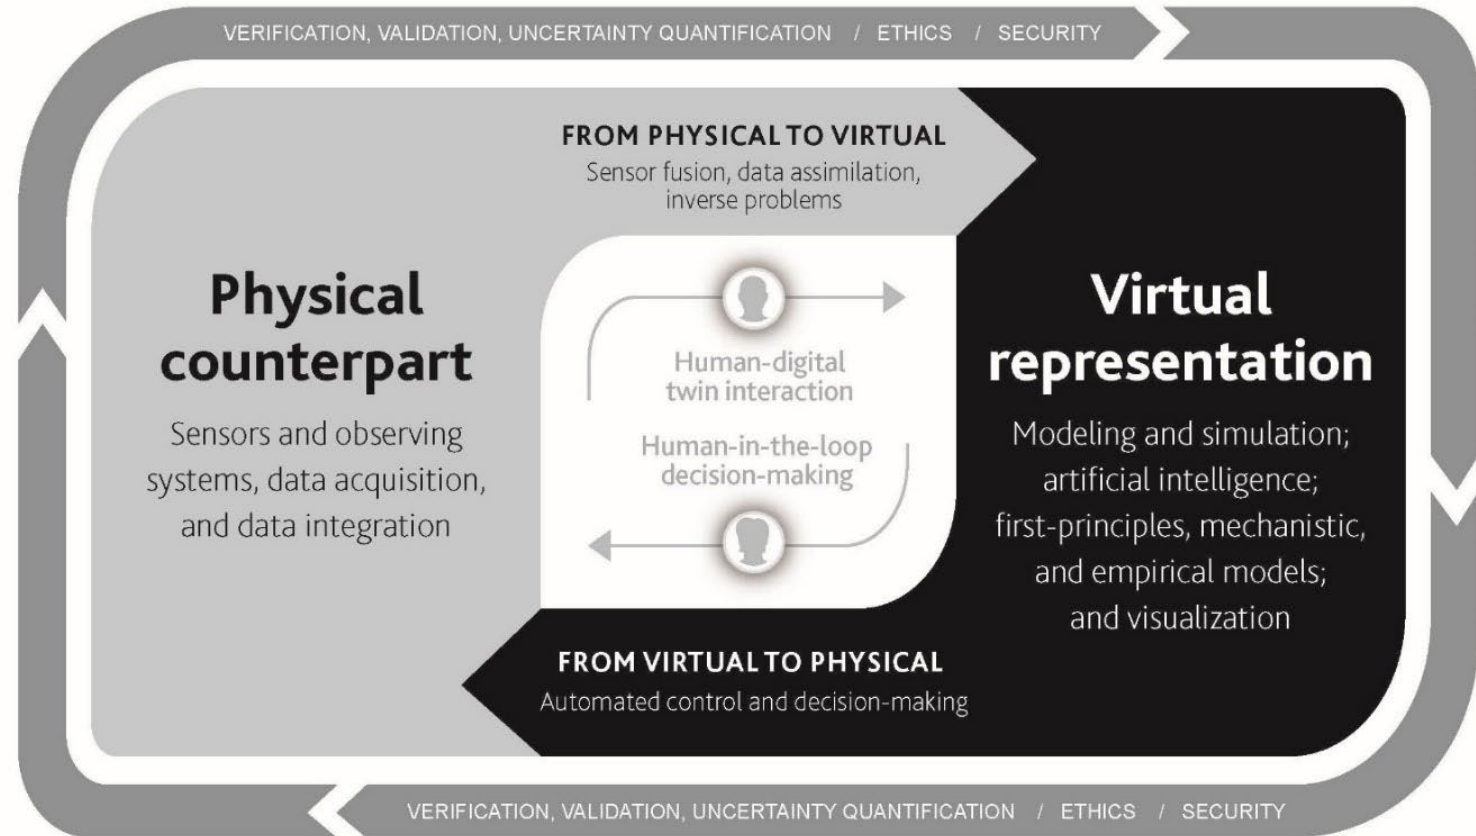 VERIFICATION, VALIDATION, UNCERTAINTY QUANTIFICATION / ETHICS / SECURITY
FROM PHYSICAL TO VIRTUAL
Sensor fusion, data assimilation,
inverse problems
Physical
counterpart
Sensors and observing
systems, data acquisition,
and data integration
Human-digital
twin interaction
Human-in-the-loop
decision-making
Virtual
representation
Modeling and simulation;
artificial intelligence;
first-principles, mechanistic,
and empirical models;
and visualization
FROM VIRTUAL TO PHYSICAL
Automated control and decision-making
VERIFICATION, VALIDATION, UNCERTAINTY QUANTIFICATION / ETHICS / SECURITY